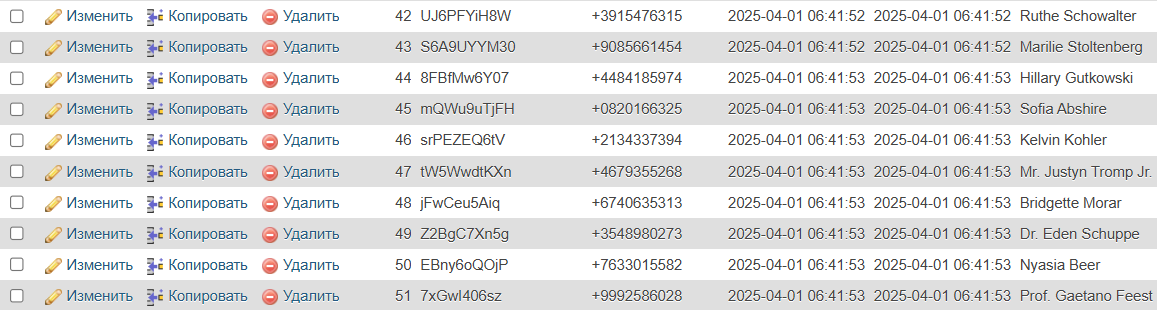 Изменить Копировать Удалить 42 UJ6PFYiH8W +3915476315 2025-04-01 06:41:52 2025-04-01 06:41:52 Ruthe Schowalter
Изменить Копировать Удалить 43 S6A9UYYM30 +9085661454 2025-04-01 06:41:52 2025-04-01 06:41:52 Marilie Stoltenberg
Изменить Копировать Удалить 44 8FBfMw6Y07 +4484185974 2025-04-01 06:41:53 2025-04-01 06:41:53 Hillary Gutkowski
Изменить Копировать Удалить 45 mQWu9uTjFH +0820166325 2025-04-01 06:41:53 2025-04-01 06:41:53 Sofia Abshire
Изменить Копировать Удалить 46 srPEZEQ6tV +2134337394 2025-04-01 06:41:53 2025-04-01 06:41:53 Kelvin Kohler
Изменить Копировать Удалить 47 tW5WwdtKXn +4679355268 2025-04-01 06:41:53 2025-04-01 06:41:53 Mr. Justyn Tromp Jr.
Изменить Копировать Удалить 48 jFwCeu5Aiq +6740635313 2025-04-01 06:41:53 2025-04-01 06:41:53 Bridgette Morar
Изменить Копировать Удалить 49 Z2BgC7Xn5g +3548980273 2025-04-01 06:41:53 2025-04-01 06:41:53 Dr. Eden Schuppe
Изменить Копировать Удалить 50 EBny6oQOjP +7633015582 2025-04-01 06:41:53 2025-04-01 06:41:53 Nyasia Beer
Изменить Копировать Удалить 51 7xGwI406sz +9992586028 2025-04-01 06:41:53 2025-04-01 06:41:53 Prof. Gaetano Feest